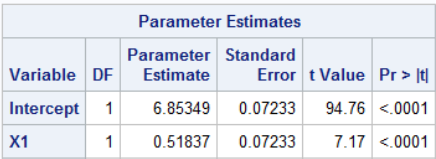 Parameter Estimates
Variable DF Parameter Estimate Standard Error t Value Pr > |t|
Intercept 1 6.85349 0.07233 94.76 <.0001
X1 1 0.51837 0.07233 7.17 <.0001